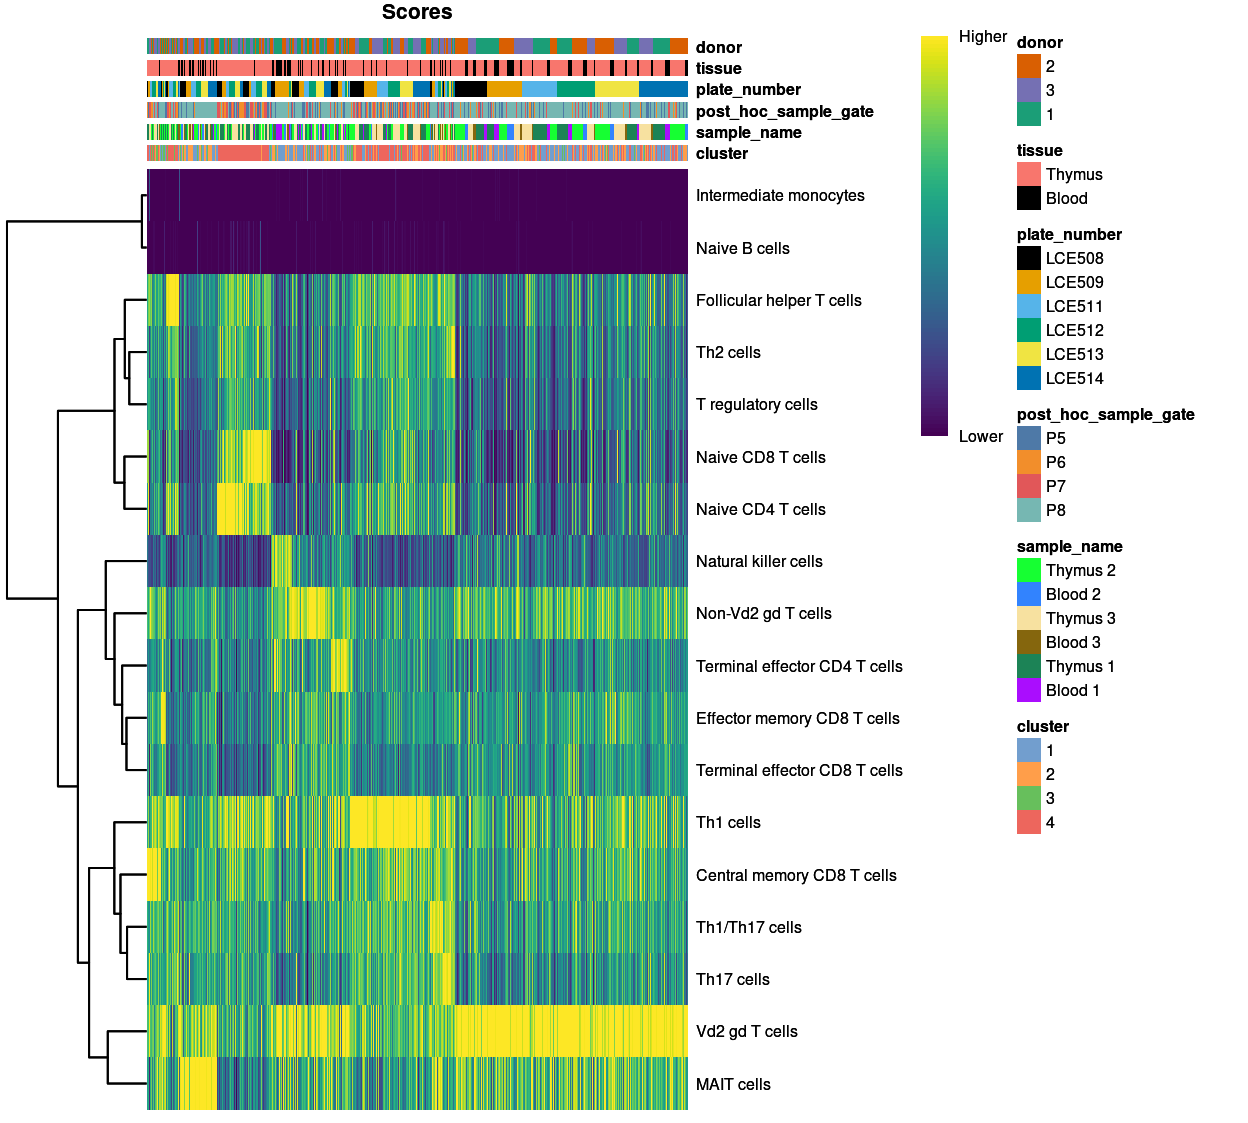 Scores
donor
tissue
plate_number
post_hoc_sample_gate
sample_name
cluster
Intermediate monocytes
Naive B cells
Follicular helper T cells
Th2 cells
T regulatory cells
Naive CD8 T cells
Naive CD4 T cells
Natural killer cells
Non-Vd2 gd T cells
Terminal effector CD4 T cells
Effector memory CD8 T cells
Terminal effector CD8 T cells
Th1 cells
Central memory CD8 T cells
Th1/Th17 cells
Th17 cells
Vd2 gd T cells
MAIT cells
Higher
Lower
donor
2
3
1
tissue
Thymus
Blood
plate_number
LCE508
LCE509
LCE511
LCE512
LCE513
LCE514
post_hoc_sample_gate
P5
P6
P7
P8
sample_name
Thymus 2
Blood 2
Thymus 3
Blood 3
Thymus 1
Blood 1
cluster
1
2
3
4